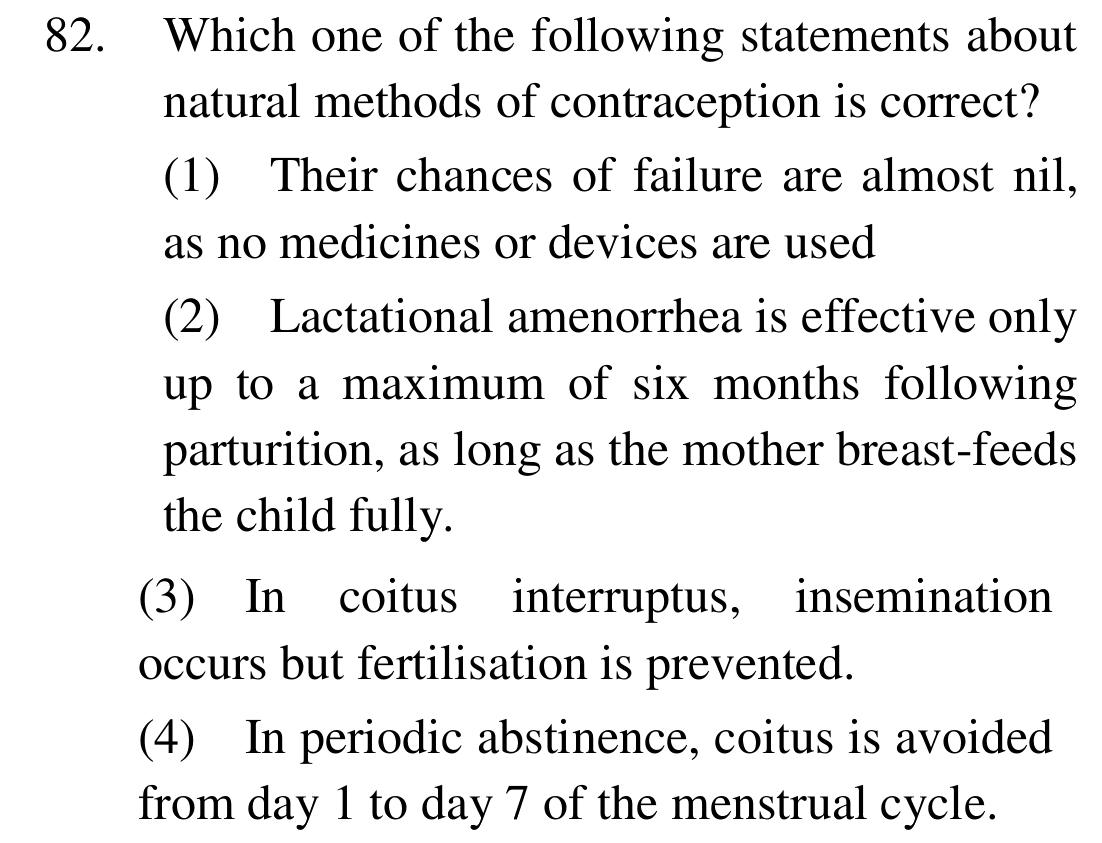 82. Which one of the following statements about
natural methods of contraception is correct?
(1) Their chances of failure are almost nil,
as no medicines or devices are used
(2) Lactational amenorrhea is effective only
up to a maximum of six months following
parturition, as long as the mother breast-feeds
the child fully.
(3) In coitus interruptus, insemination
occurs but fertilisation is prevented.
(4) In periodic abstinence, coitus is avoided
from day 1 to day 7 of the menstrual cycle.